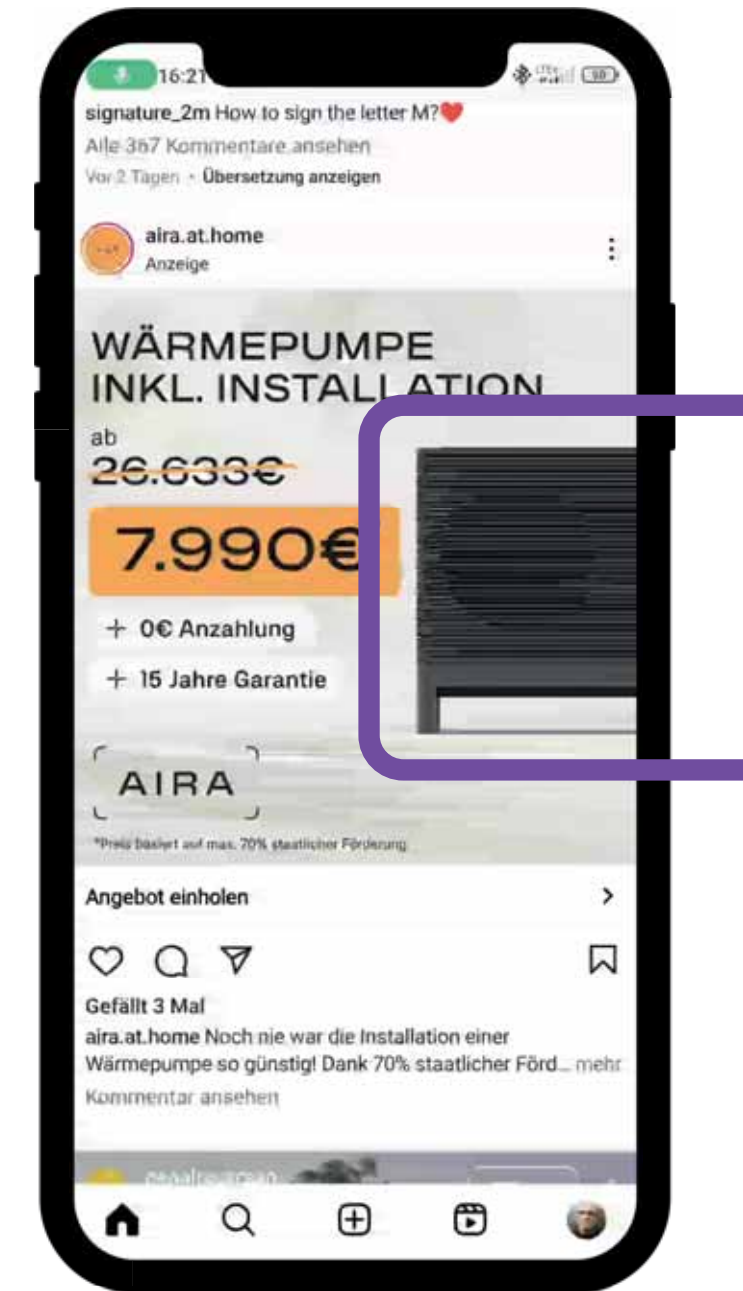 16:21
50
signature_2m How to sign the letter M?❤️
Alle 367 Kommentare ansehen
Vor 2 Tagen • Übersetzung anzeigen
aira.at.home
Anzeige
WÄRMEPUMPE
INKL. INSTALLATION
ab
26.633€
7.990€
+ 0€ Anzahlung
+ 15 Jahre Garantie
AIRA
*Preis basiert auf max. 70% staatlicher Förderung
Angebot einholen
Gefällt 3 Mal
aira.at.home Noch nie war die Installation einer
Wärmepumpe so günstig! Dank 70% staatlicher Förd... mehr
Kommentar ansehen